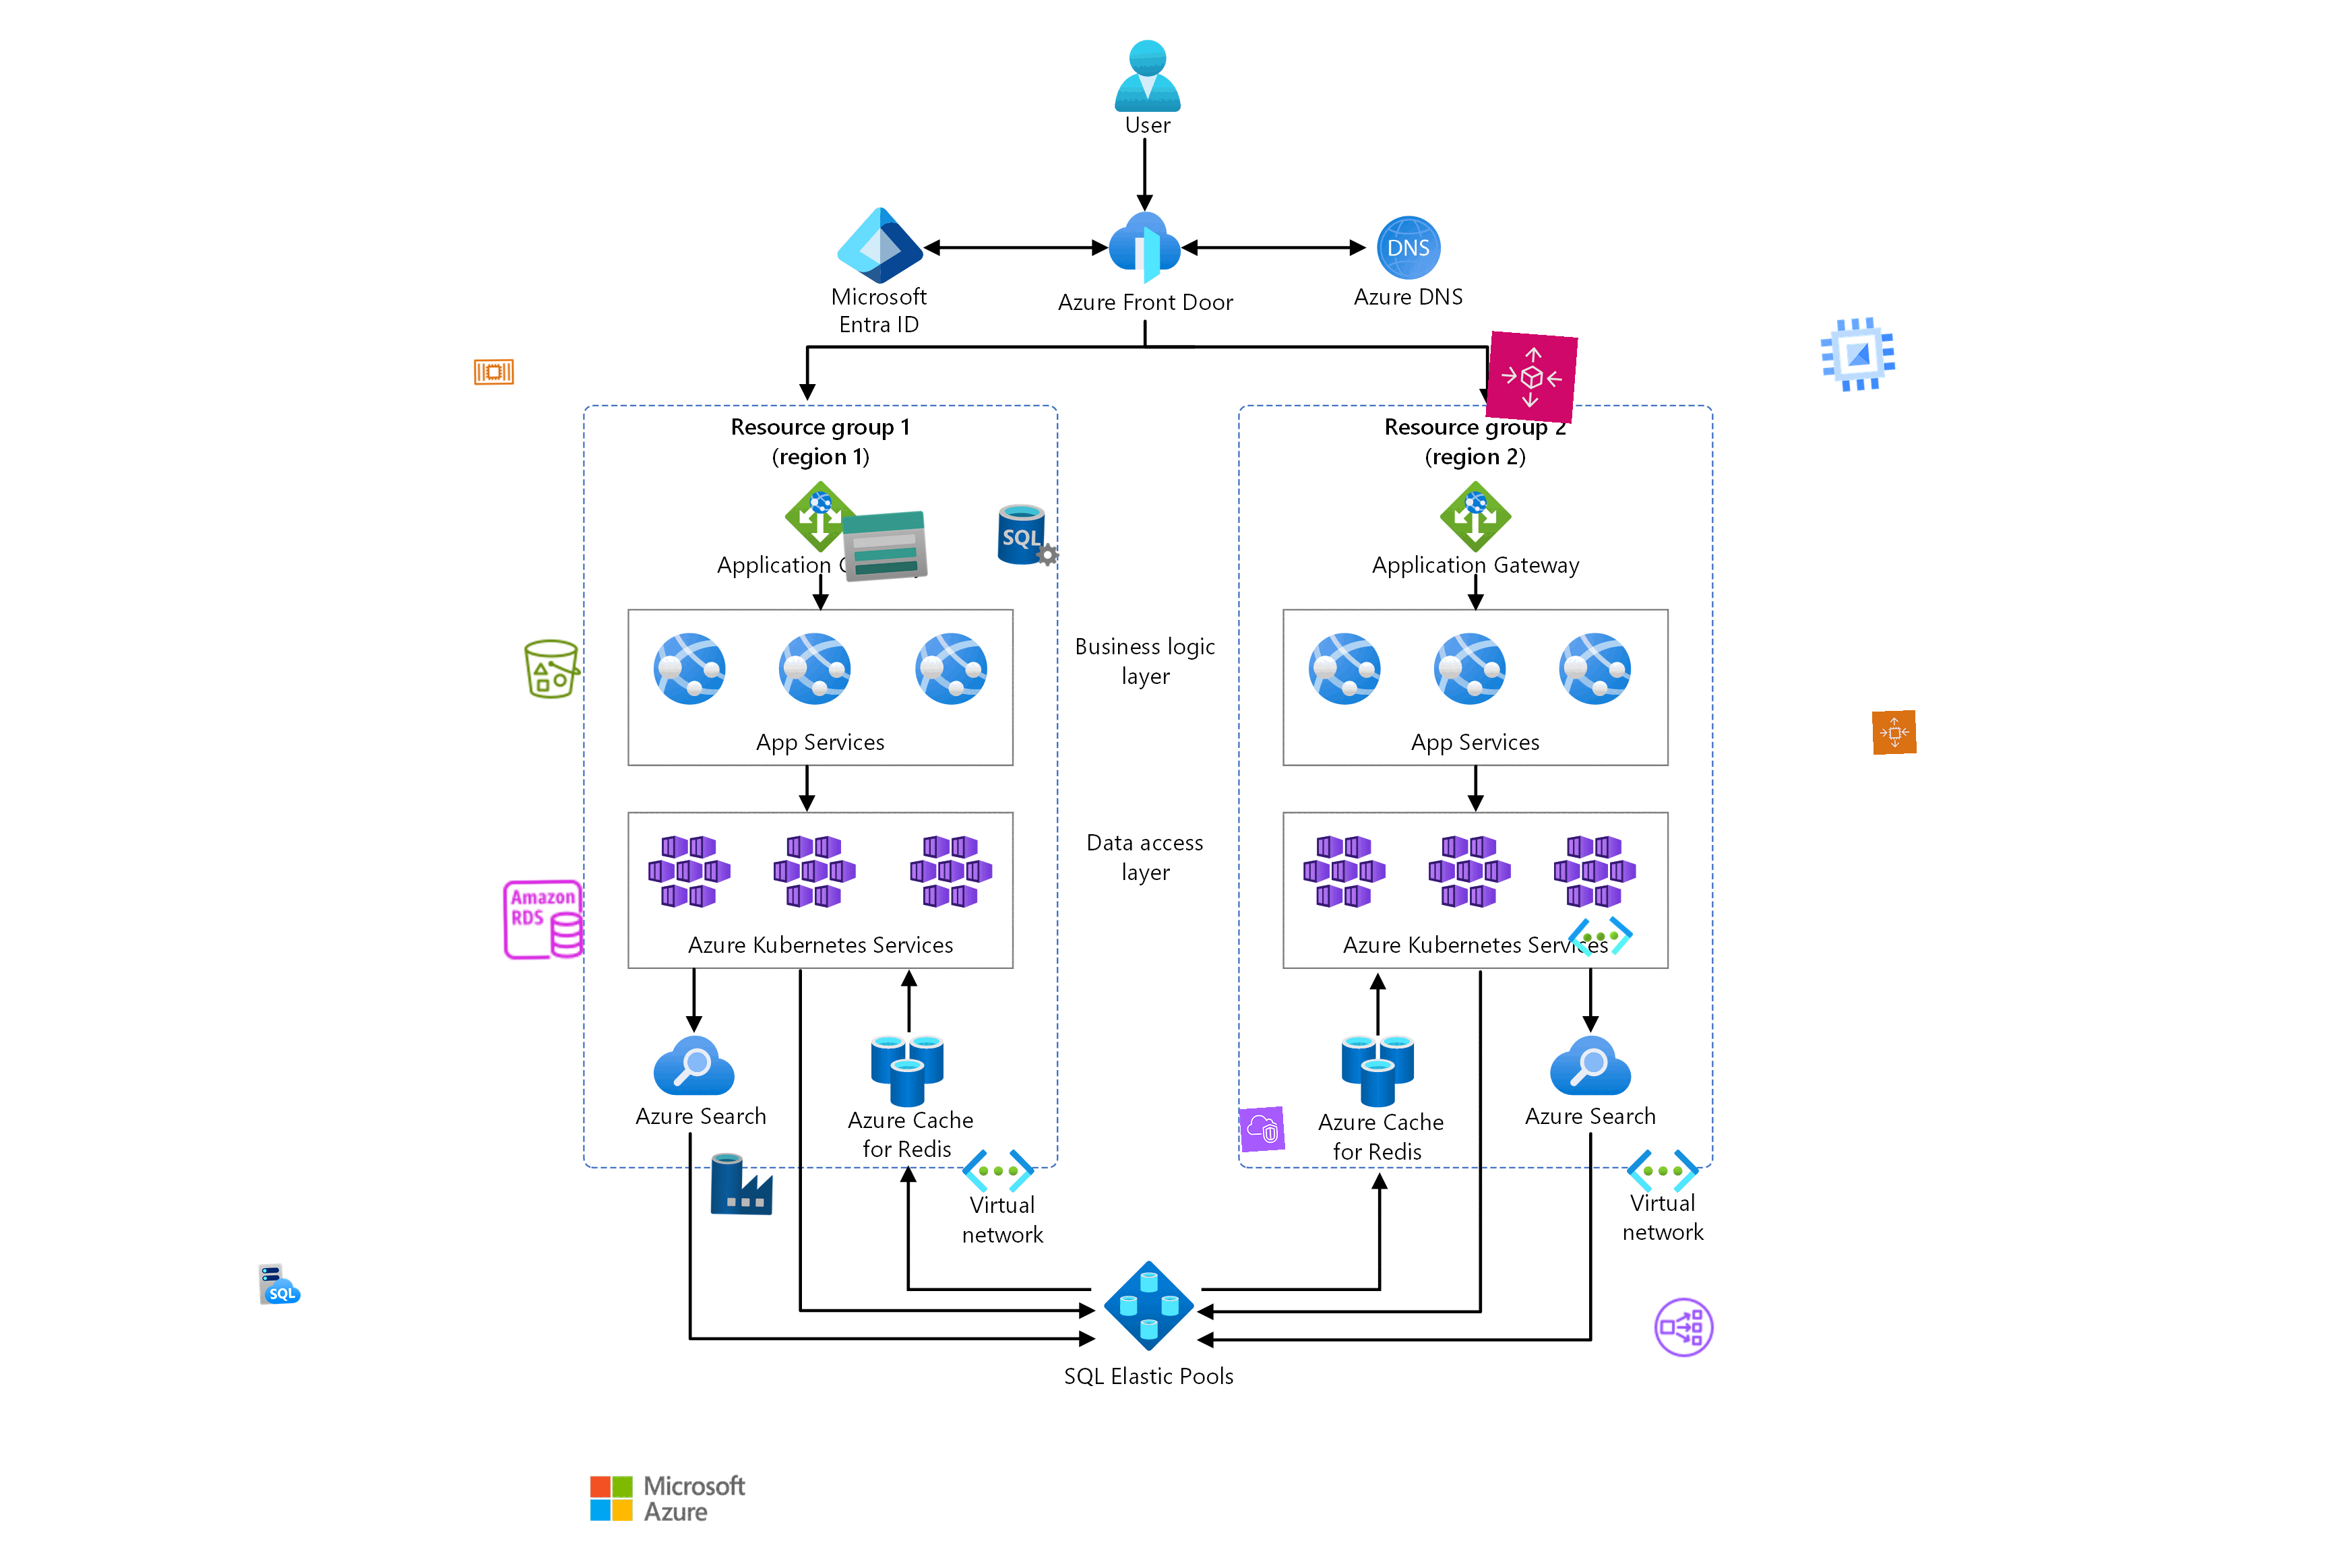 User
DNS
Microsoft
Entra ID
Azure Front Door
Azure DNS
Resource group 1
(region 1)
Resource group 2
(region 2)
SQL
Application
Application Gateway
Business logic
layer
App Services
App Services
Data access
layer
Amazon
RDS
Azure Kubernetes Services
Azure Kubernetes Services
Azure Search
Azure Cache
for Redis
Azure Cache
for Redis
Azure Search
Virtual
network
Virtual
network
SQL
SQL Elastic Pools
Microsoft
Azure